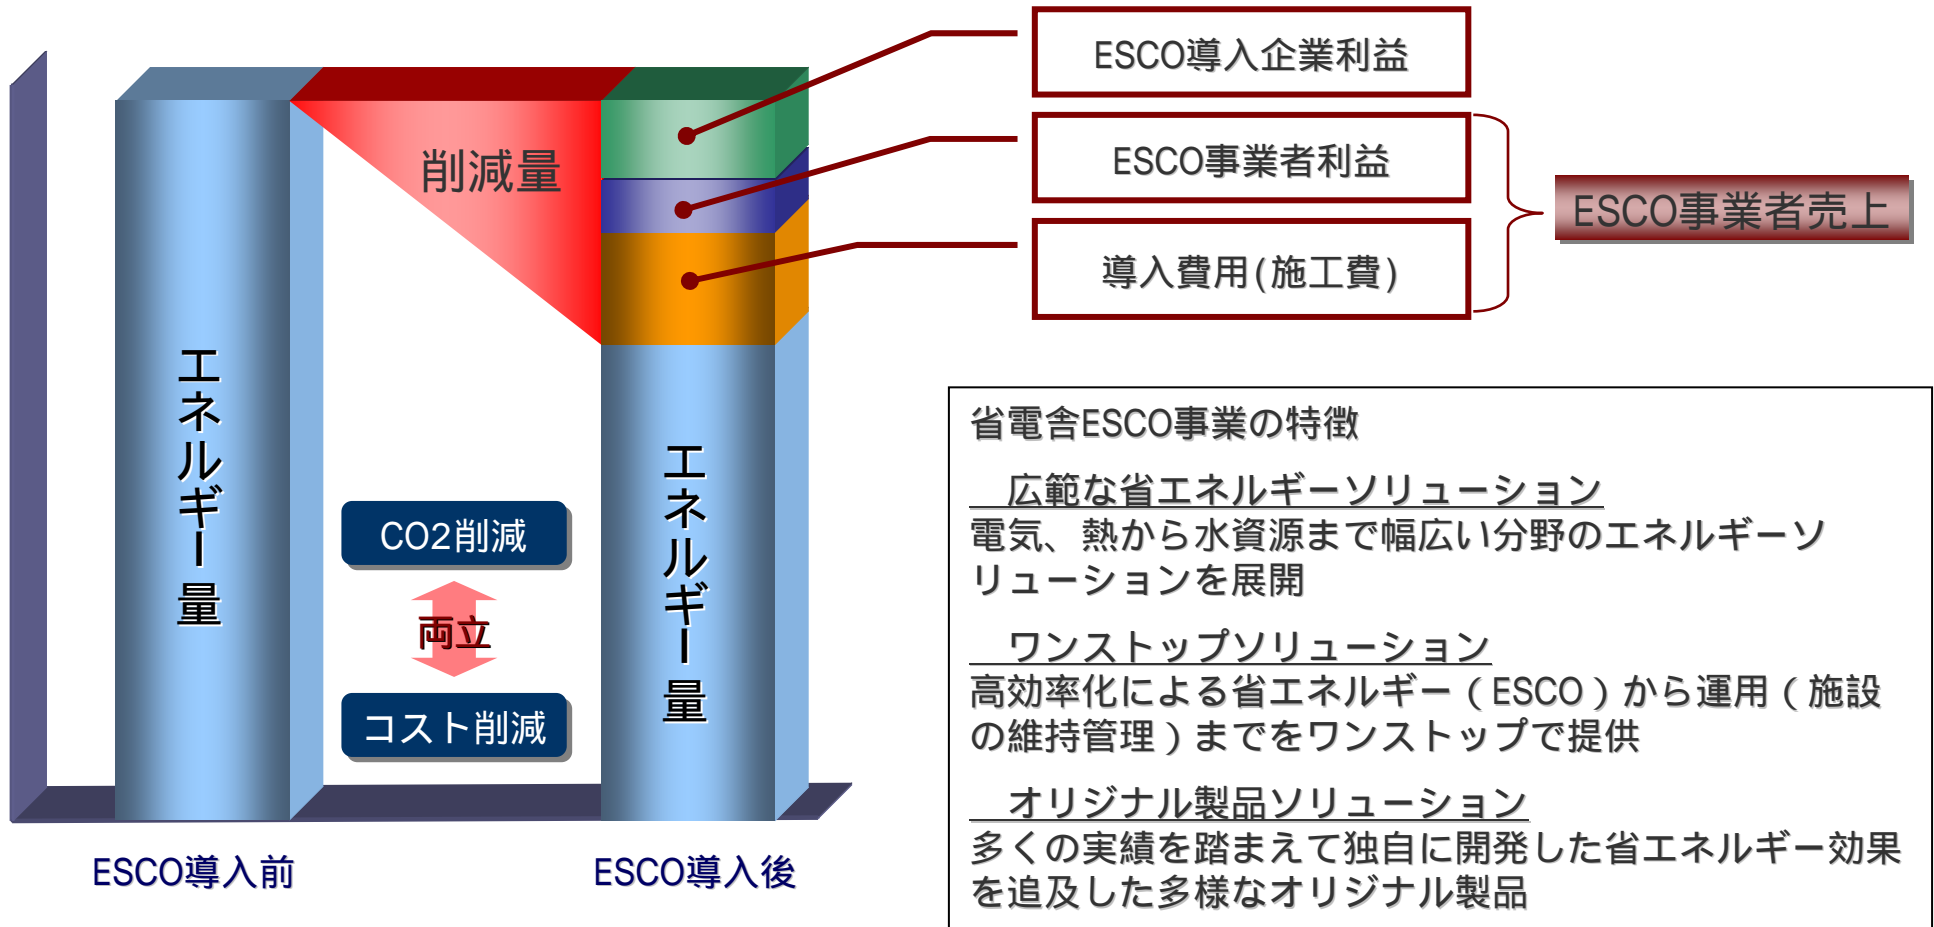 ESCO導入企業利益
ESCO事業者利益
導入費用(施工費)
ESCO事業者売上
削減量
エネルギー量
エネルギー量
CO2削減
両立
コスト削減
ESCO導入前
ESCO導入後
省電舎ESCO事業の特徴
広範な省エネルギーソリューション
電気、熱から水資源まで幅広い分野のエネルギーソ
リューションを展開
ワンストップソリューション
高効率化による省エネルギー（ESCO）から運用（施設
の維持管理）までをワンストップで提供
オリジナル製品ソリューション
多くの実績を踏まえて独自に開発した省エネルギー効果
を追及した多様なオリジナル製品